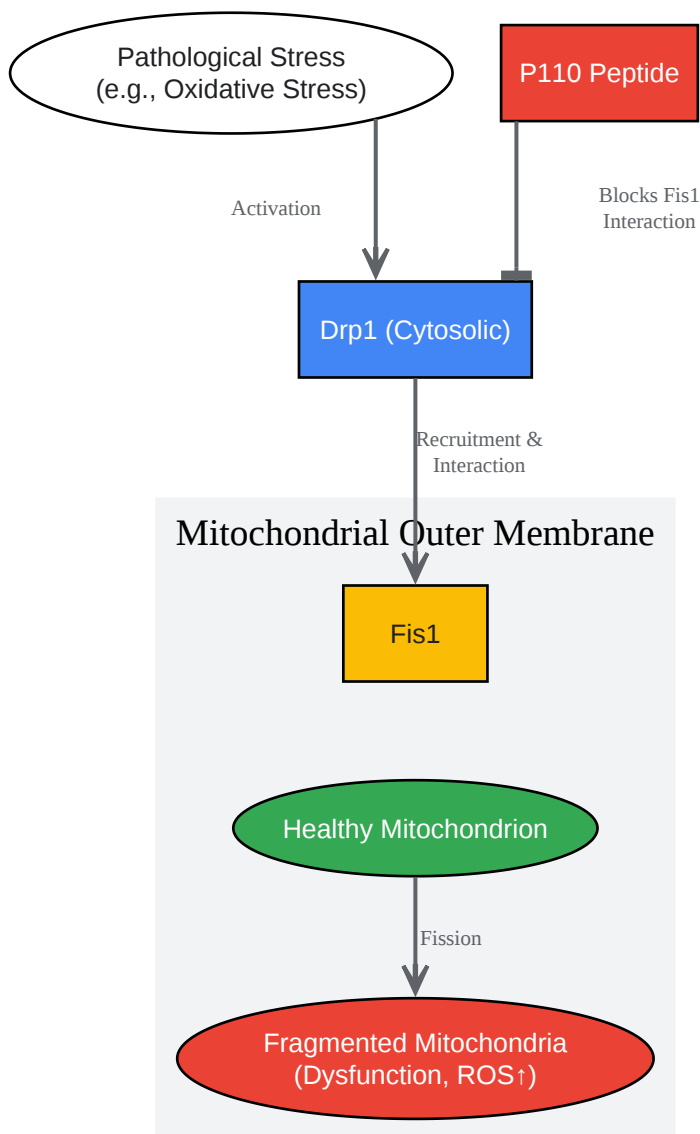 Pathological Stress
(e.g., Oxidative Stress)
P110 Peptide
Activation
Blocks Fis1
Interaction
Drp1 (Cytosolic)
Recruitment &
Interaction
Mitochondrial Outer Membrane
Fis1
Healthy Mitochondrion
Fission
Fragmented Mitochondria
(Dysfunction, ROS↑)